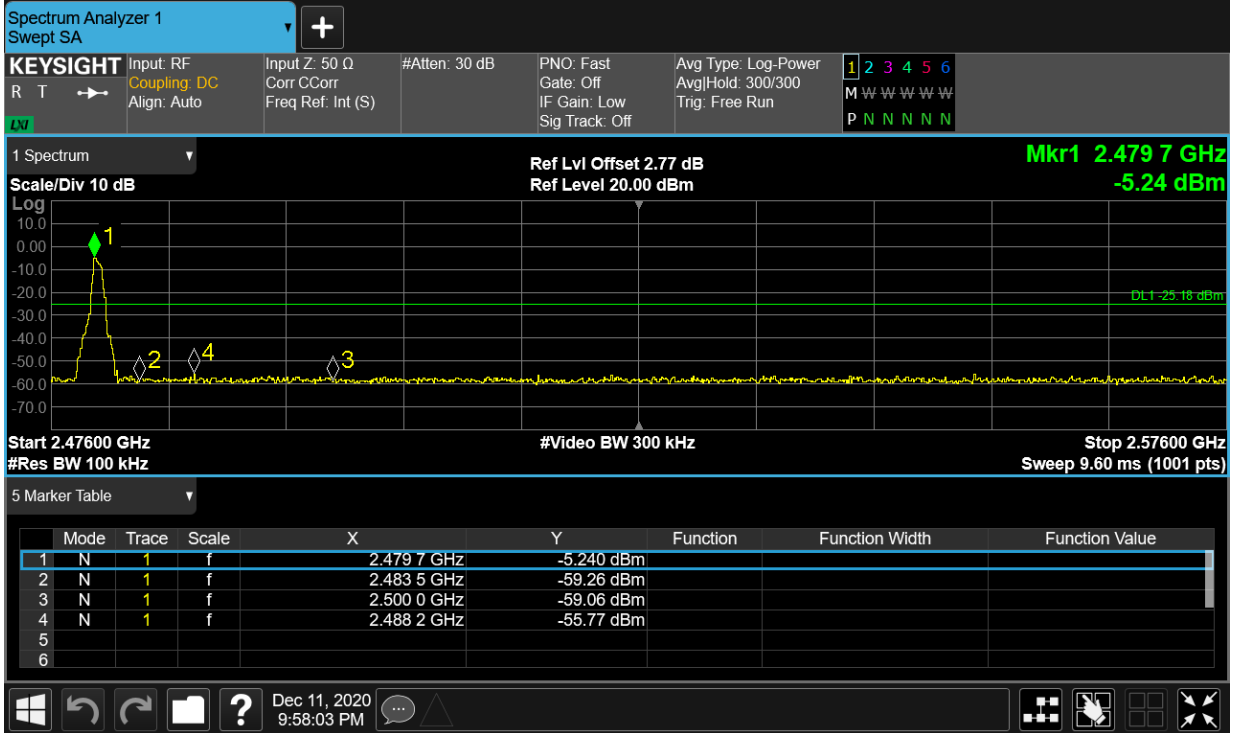 Spectrum Analyzer 1
Swept SA
KEYSIGHT
R T
LXI
Input: RF
Coupling: DC
Align: Auto
Input Z: 50 Ω
Corr CCorr
Freq Ref: Int (S)
#Atten: 30 dB
PNO: Fast
Gate: Off
IF Gain: Low
Sig Track: Off
Avg Type: Log-Power
Avg|Hold: 300/300
Trig: Free Run
1 2 3 4 5 6
M W W W W W
P N N N N N
1 Spectrum
Scale/Div 10 dB
Ref Lvl Offset 2.77 dB
Ref Level 20.00 dBm
Mkr1 2.479 7 GHz
-5.24 dBm
Log
10.0
0.00
-10.0
-20.0
-30.0
-40.0
-50.0
-60.0
-70.0
1
2
4
3
DL1 -25.18 dBm
Start 2.47600 GHz
#Res BW 100 kHz
#Video BW 300 kHz
Stop 2.57600 GHz
Sweep 9.60 ms (1001 pts)
5 Marker Table
Mode Trace Scale X Y Function Function Width Function Value
1 N 1 f 2.479 7 GHz -5.240 dBm
2 N 1 f 2.483 5 GHz -59.26 dBm
3 N 1 f 2.500 0 GHz -59.06 dBm
4 N 1 f 2.488 2 GHz -55.77 dBm
5
6
?
Dec 11, 2020
9:58:03 PM